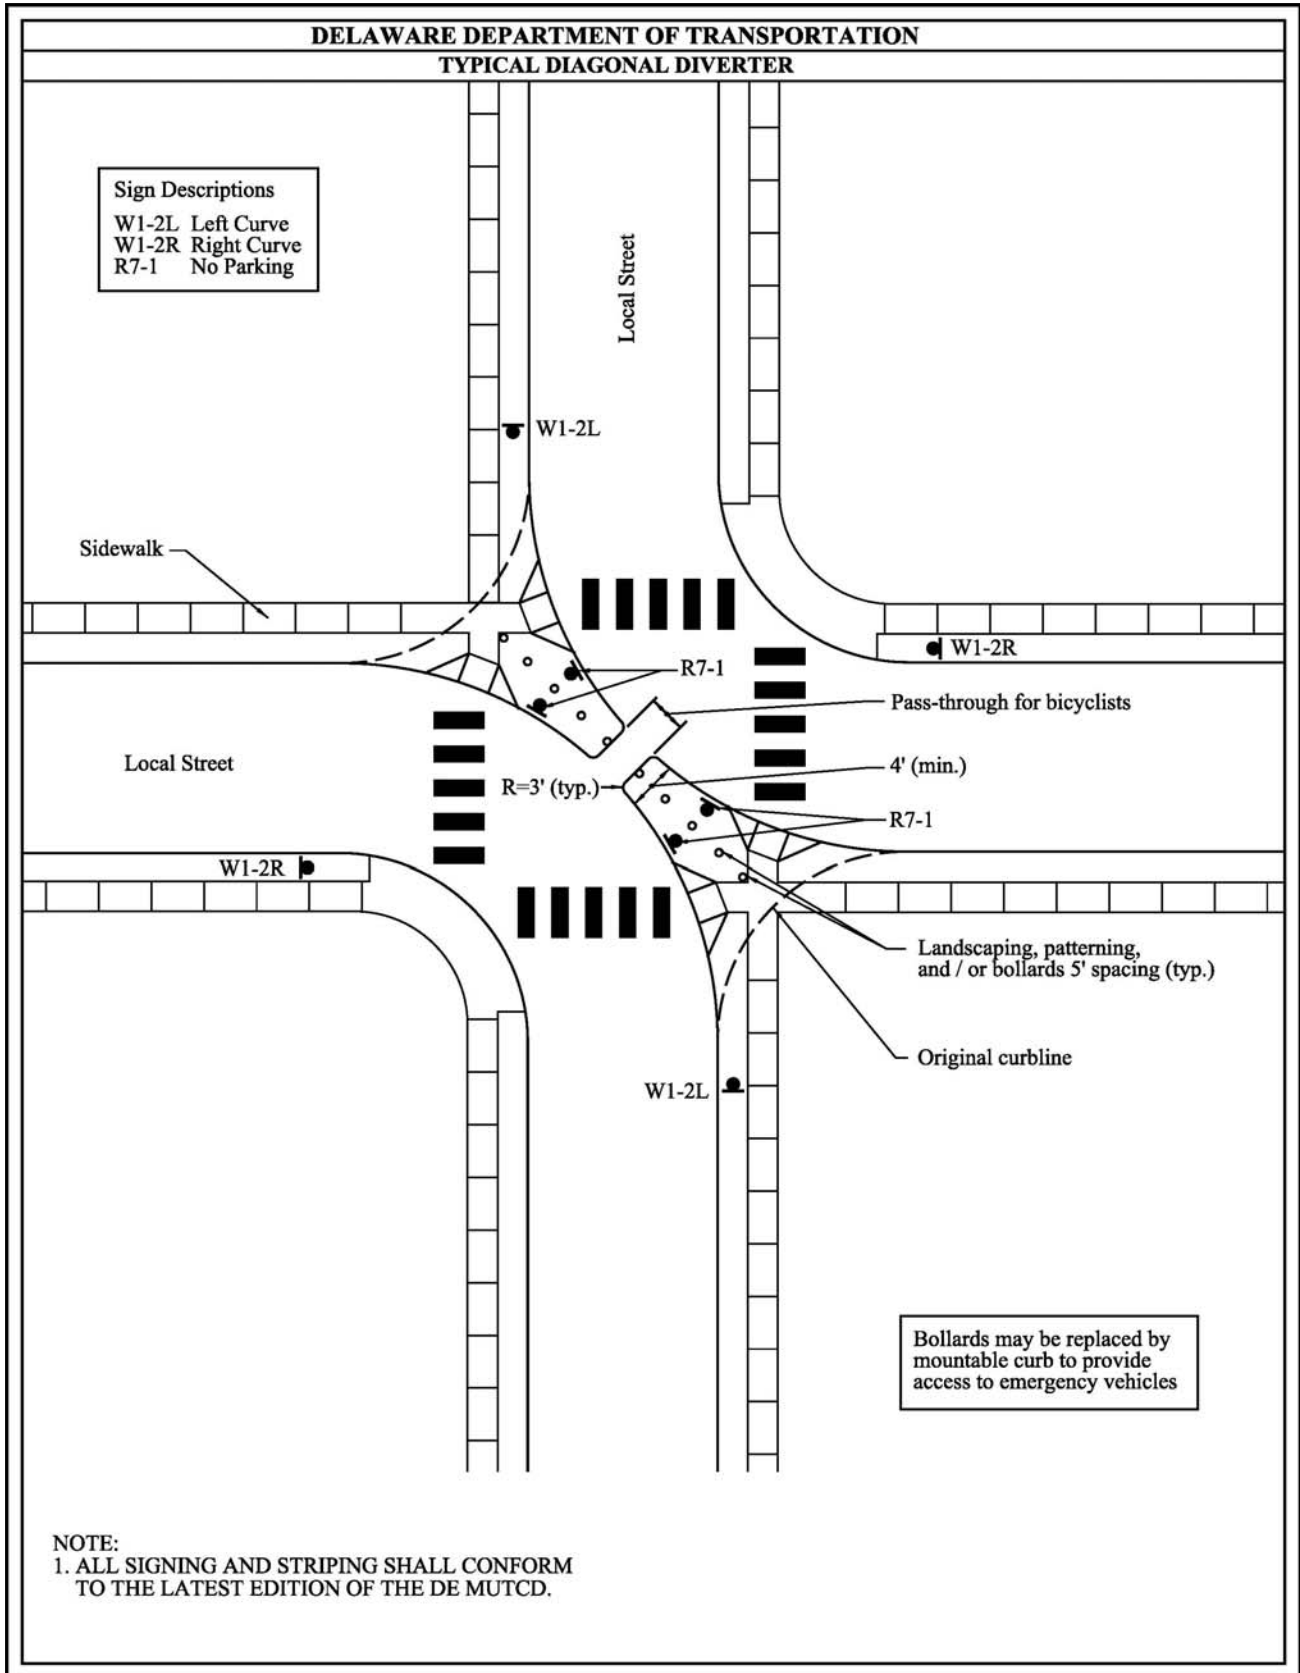 DELAWARE DEPARTMENT OF TRANSPORTATION
TYPICAL DIAGONAL DIVERTER
Sign Descriptions
W1-2L Left Curve
W1-2R Right Curve
R7-1 No Parking
Local Street
W1-2L
Sidewalk
W1-2R
R7-1
Pass-through for bicyclists
Local Street
4' (min.)
R=3' (typ.)
R7-1
W1-2R
Landscaping, patterning,
and / or bollards 5' spacing (typ.)
Original curbline
W1-2L
Bollards may be replaced by
mountable curb to provide
access to emergency vehicles
NOTE:
1. ALL SIGNING AND STRIPING SHALL CONFORM
TO THE LATEST EDITION OF THE DE MUTCD.